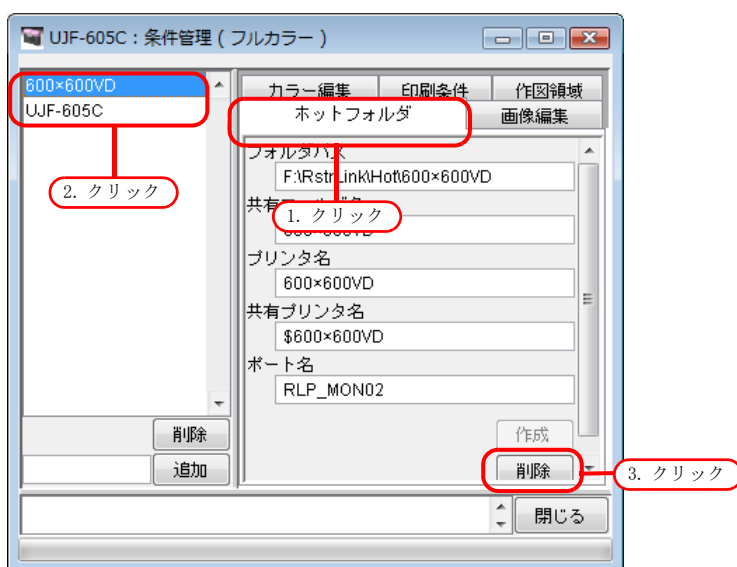 UJF-605C：条件管理 ( フルカラー )
600×600VD
UJF-605C
2. クリック
削除
追加
カラー編集
印刷条件
作図領域
ホットフォルダ
画像編集
フォルダパス
F:\RstrLink\Hot\600×600VD
1. クリック
600×600VD
プリンタ名
600×600VD
共有プリンタ名
$600×600VD
ポート名
RLP_MON02
作成
削除
3. クリック
閉じる